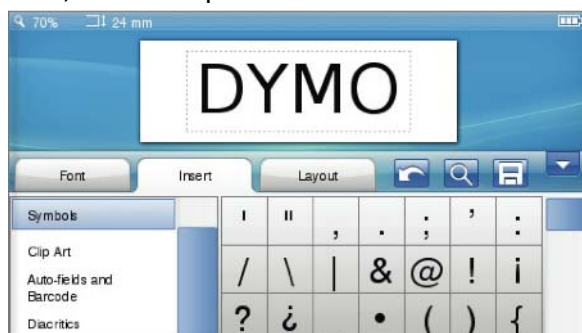 70% 24 mm
DYMO
Font Insert Layout
Symbols
Clip Art
Auto-fields and
Barcode
Diacritics
' " , . ; ’ :
/ \ | & @ ! ¡
? ¿ • ( ) {